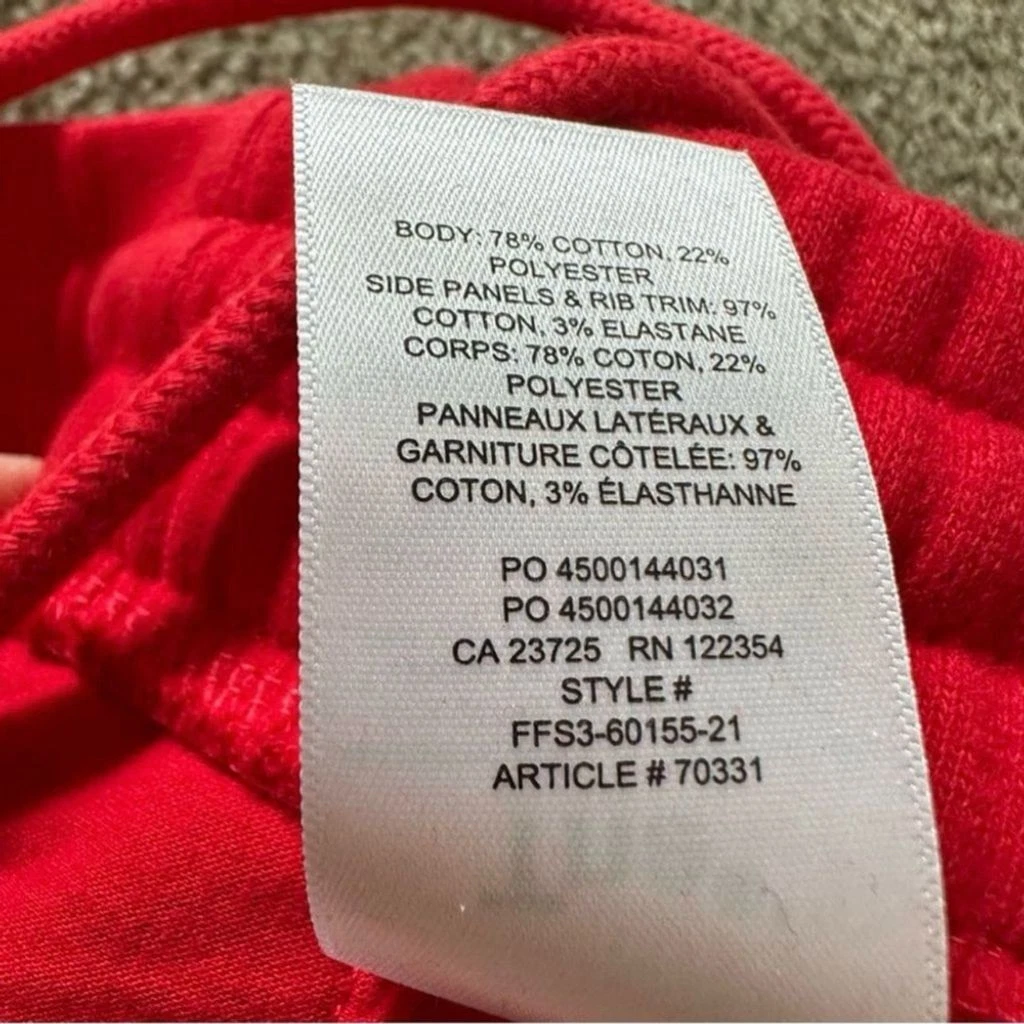 BODY: 78% COTTON, 22%
POLYESTER
SIDE PANELS & RIB TRIM: 97%
COTTON, 3% ELASTANE
CORPS: 78% COTON, 22%
POLYESTER
PANNEAUX LATÉRAUX &
GARNITURE CÔTELÉE: 97%
COTON, 3% ÉLASTHANNE
PO 4500144031
PO 4500144032
CA 23725 RN 122354
STYLE #
FFS3-60155-21
ARTICLE # 70331